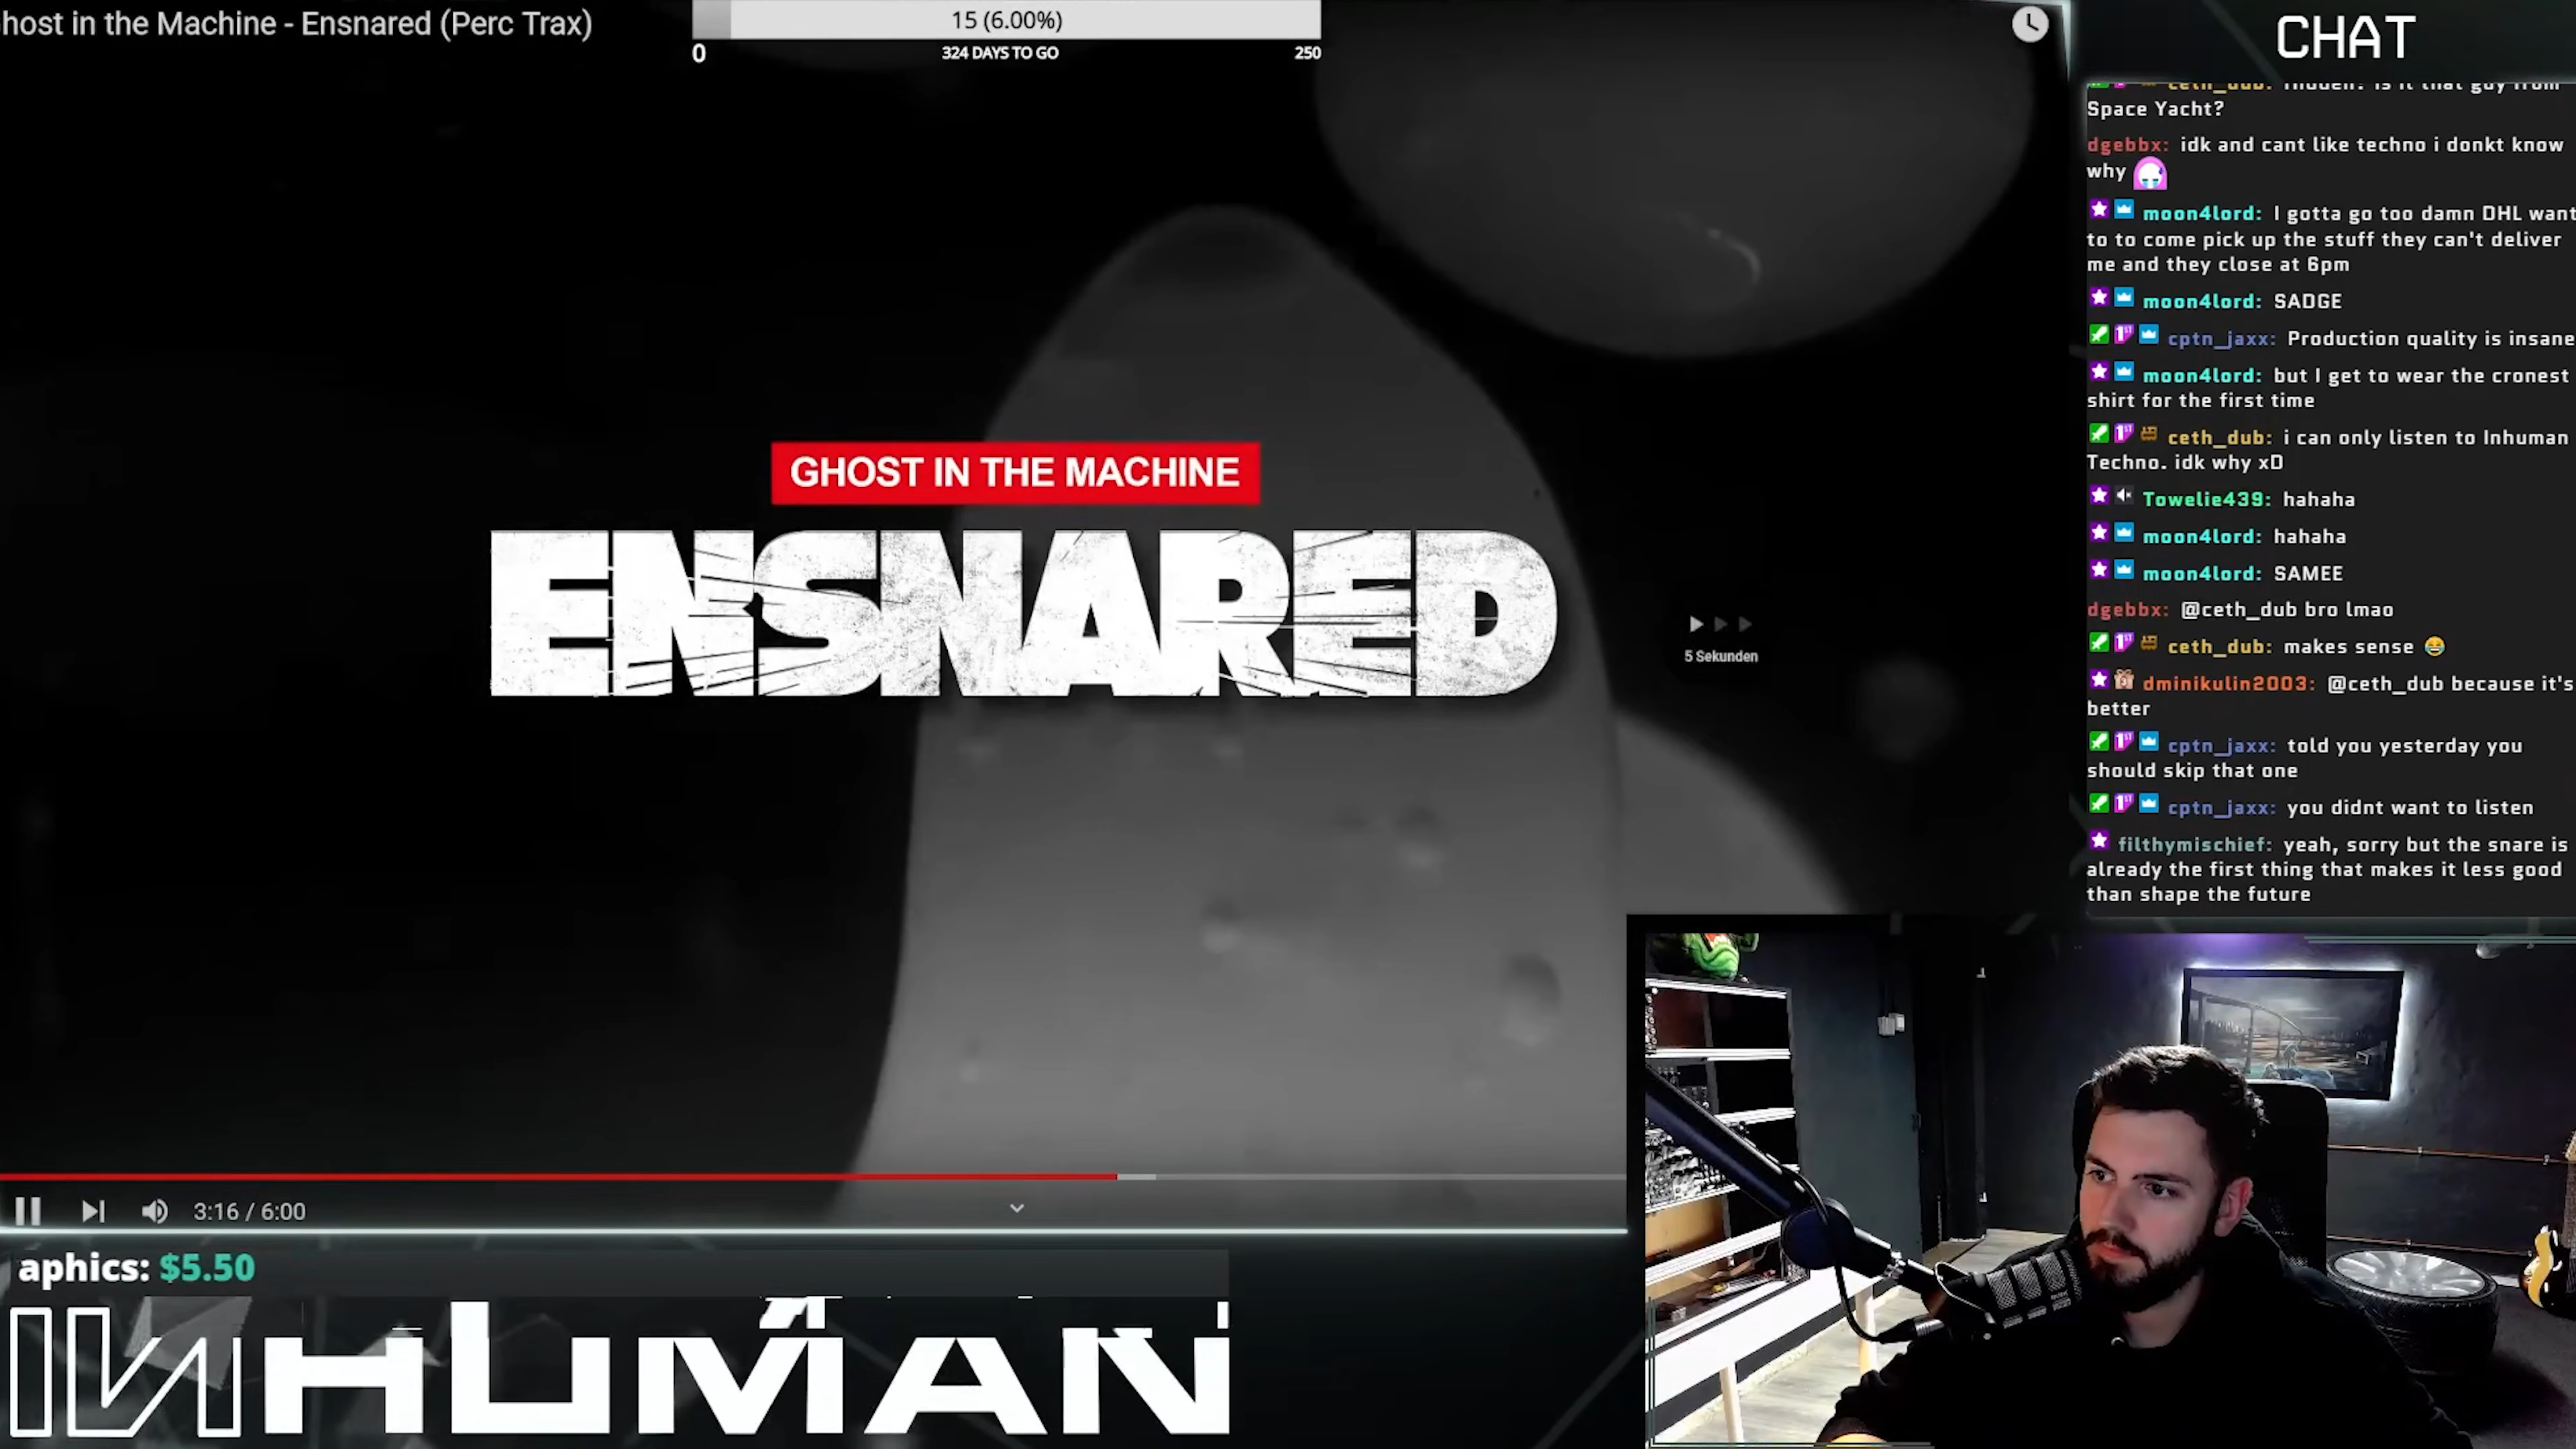 host in the Machine - Ensnared (Perc Trax)
15 (6.00%)
0
324 DAYS TO GO
250
CHAT
ceth_dub: hidden? is it that guy from
Space Yacht?
dgebbx: idk and cant like techno i donkt know
why
moon4lord: I gotta go too damn DHL want
to to come pick up the stuff they can't deliver
me and they close at 6pm
moon4lord: SADGE
cptn_jaxx: Production quality is insane
moon4lord: but I get to wear the cronest
shirt for the first time
ceth_dub: i can only listen to Inhuman
Techno. idk why xD
Towelie439: hahaha
moon4lord: hahaha
moon4lord: SAMEE
dgebbx: @ceth_dub bro lmao
ceth_dub: makes sense 😂
dminikulin2003: @ceth_dub because it's
better
cptn_jaxx: told you yesterday you
should skip that one
cptn_jaxx: you didnt want to listen
filthymischief: yeah, sorry but the snare is
already the first thing that makes it less good
than shape the future
GHOST IN THE MACHINE
ENSNARED
5 Sekunden
3:16 / 6:00
aphics: $5.50
INHUMAN